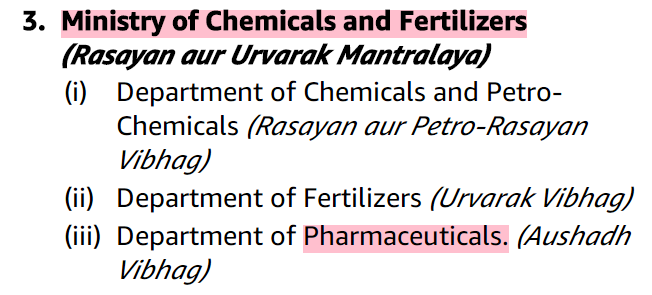 3. Ministry of Chemicals and Fertilizers
(Rasayan aur Urvarak Mantralaya)
(i) Department of Chemicals and Petro-
Chemicals (Rasayan aur Petro-Rasayan
Vibhag)
(ii) Department of Fertilizers (Urvarak Vibhag)
(iii) Department of Pharmaceuticals. (Aushadh
Vibhag)